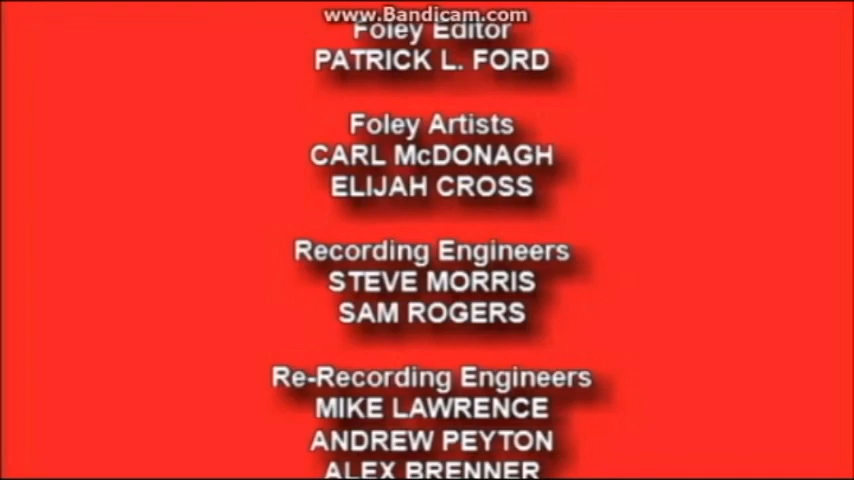 www.Bandicam.com
Foley Editor
PATRICK L. FORD
Foley Artists
CARL McDONAGH
ELIJAH CROSS
Recording Engineers
STEVE MORRIS
SAM ROGERS
Re-Recording Engineers
MIKE LAWRENCE
ANDREW PEYTON
ALEX BRENNER